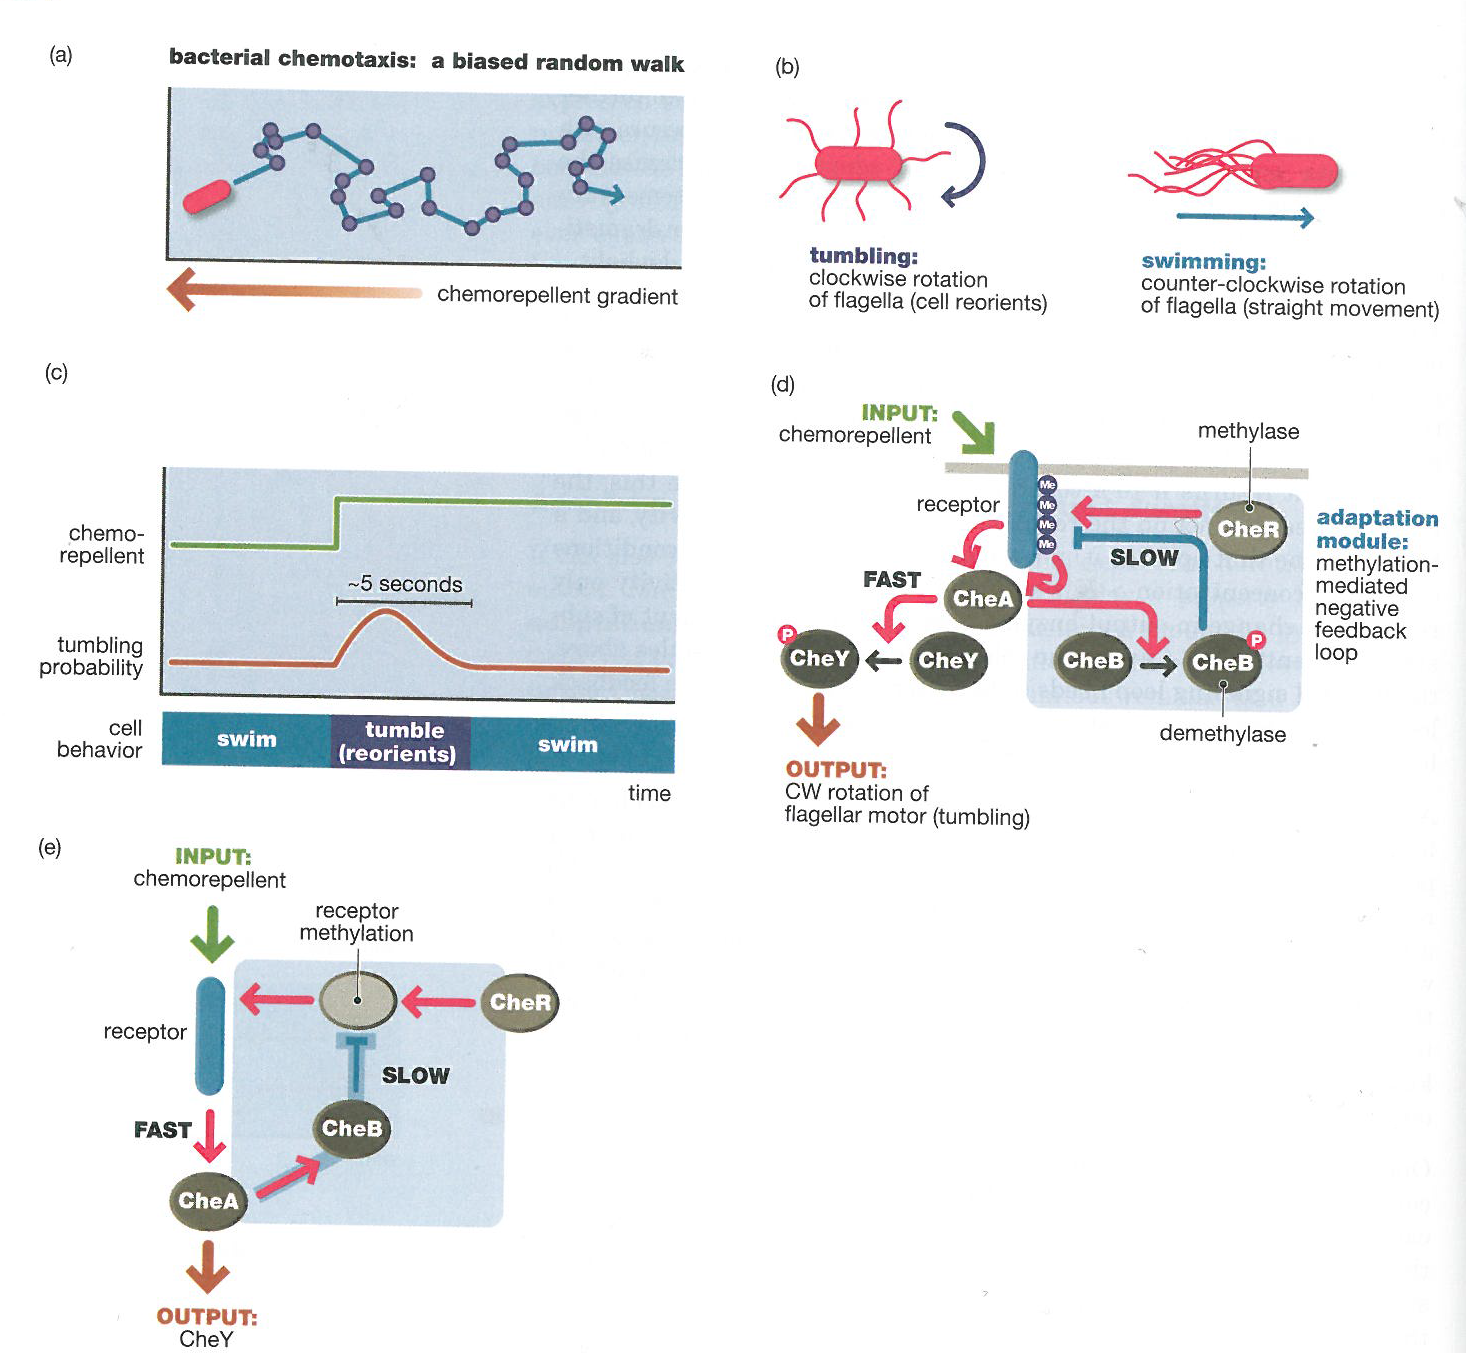 (a)
bacterial chemotaxis: a biased random walk
chemorepellent gradient
(b)
tumbling:
clockwise rotation
of flagella (cell reorients)
swimming:
counter-clockwise rotation
of flagella (straight movement)
(c)
chemo-
repellent
~5 seconds
tumbling
probability
cell
behavior
swim
tumble
(reorients)
swim
time
(d)
INPUT:
chemorepellent
methylase
receptor
Me
Me
Me
Me
CheR
SLOW
adaptation
module:
methylation-
mediated
negative
feedback
loop
FAST
CheA
P
CheY
CheY
CheB
CheB
P
demethylase
OUTPUT:
CW rotation of
flagellar motor (tumbling)
(e)
INPUT:
chemorepellent
receptor
methylation
CheR
receptor
SLOW
FAST
CheB
CheA
OUTPUT:
CheY